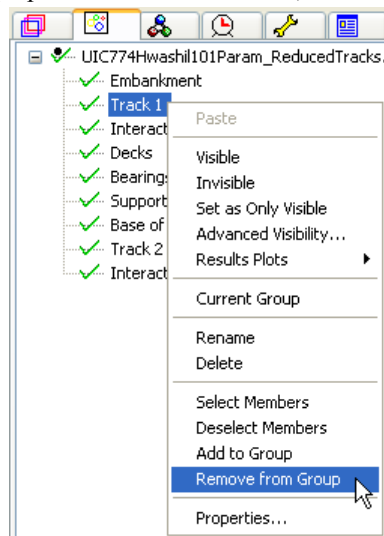 UIC774Hwashil101Param_ReducedTracks.
Embankment
Track 1
Interact
Decks
Bearings
Support
Base of
Track 2
Interact
Paste
Visible
Invisible
Set as Only Visible
Advanced Visibility...
Results Plots
Current Group
Rename
Delete
Select Members
Deselect Members
Add to Group
Remove from Group
Properties...